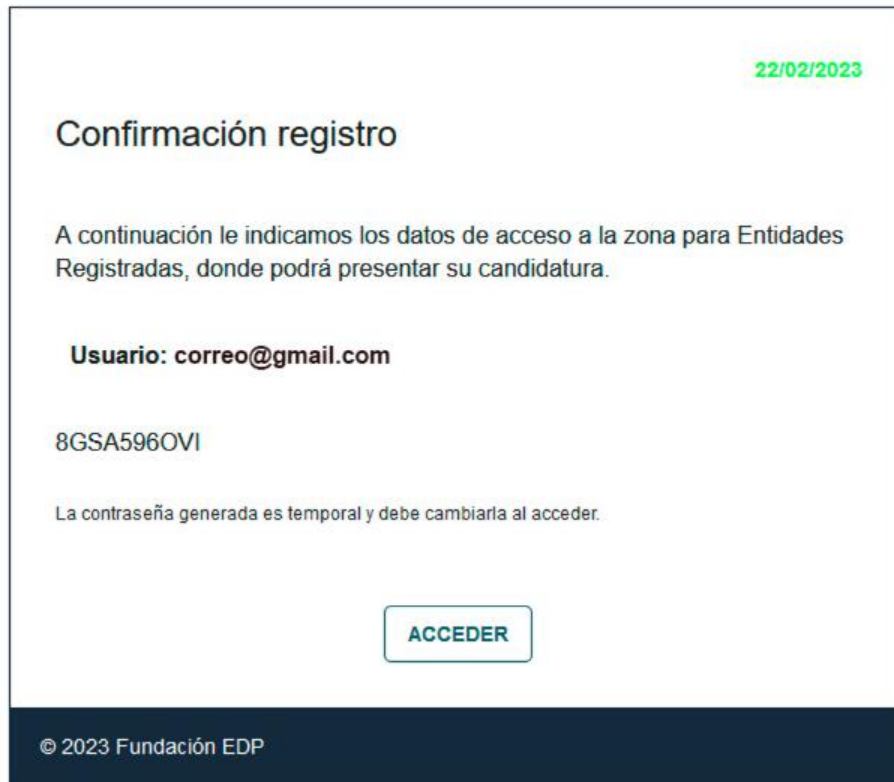 22/02/2023
Confirmación registro
A continuación le indicamos los datos de acceso a la zona para Entidades
Registradas, donde podrá presentar su candidatura.
Usuario: correo@gmail.com
8GSA596OVI
La contraseña generada es temporal y debe cambiarla al acceder.
ACCEDER
© 2023 Fundación EDP